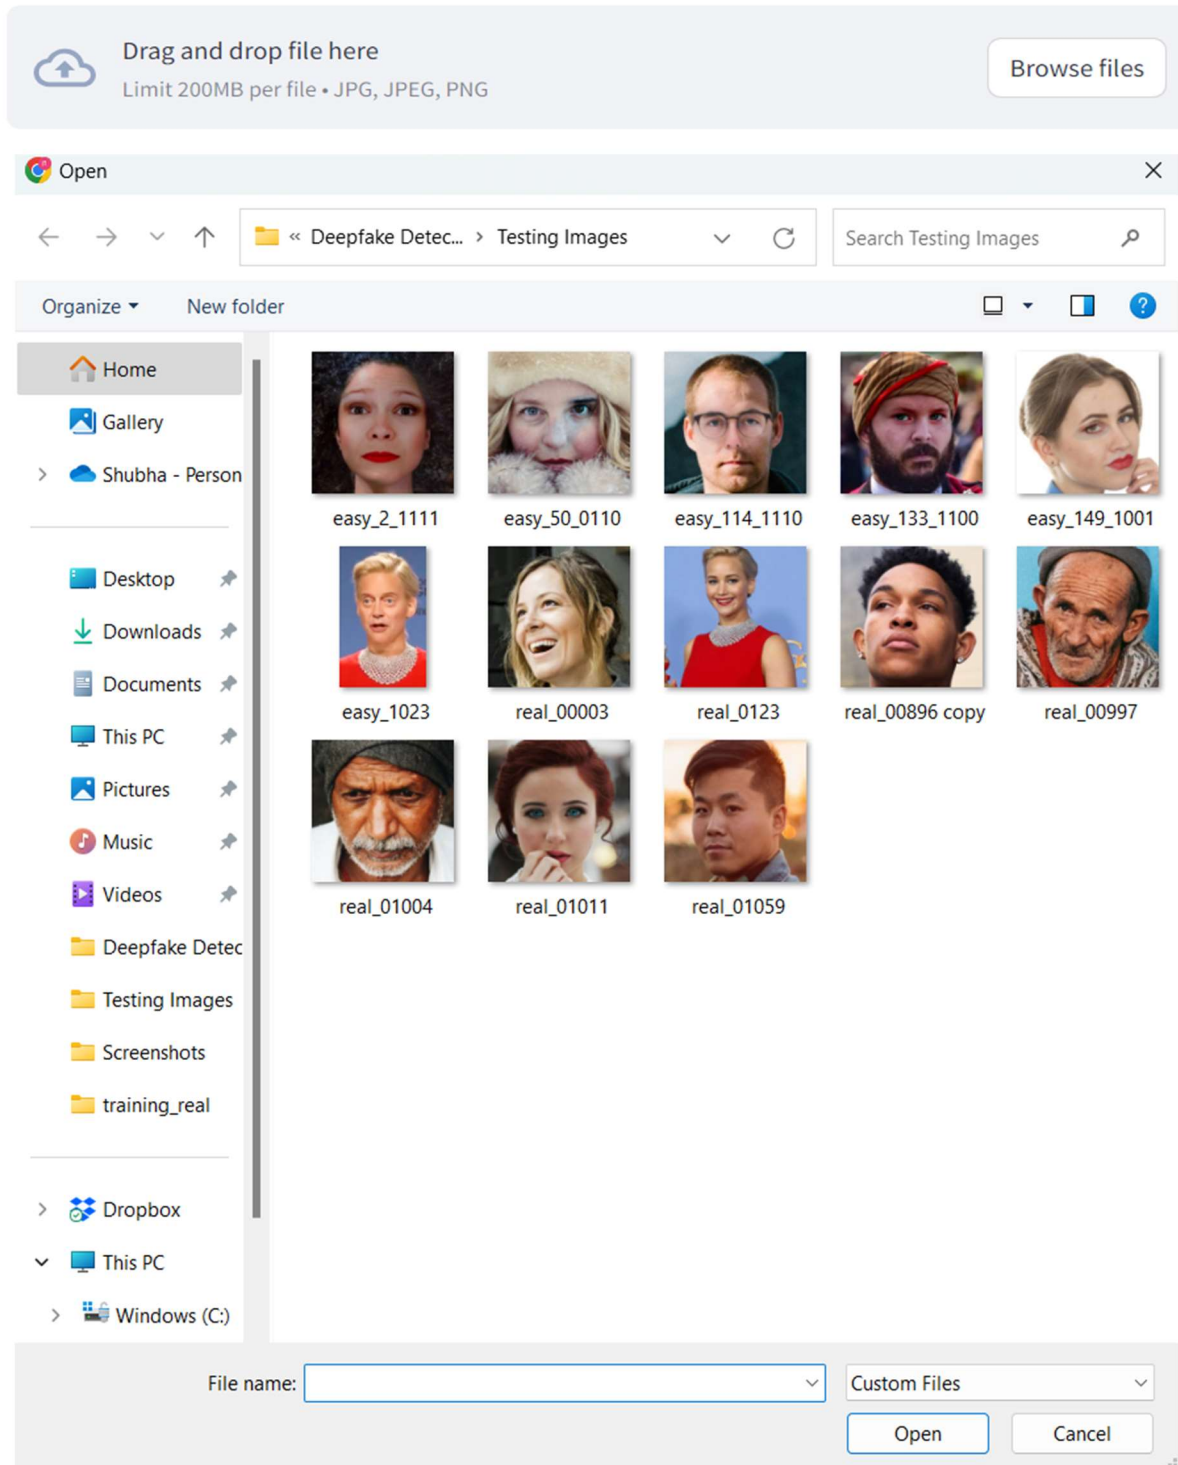 Drag and drop file here
Limit 200MB per file • JPG, JPEG, PNG
Browse files
Open
« Deepfake Detec... › Testing Images
Search Testing Images
Organize
New folder
Home
Gallery
Shubha - Person
Desktop
Downloads
Documents
This PC
Pictures
Music
Videos
Deepfake Detec
Testing Images
Screenshots
training_real
Dropbox
This PC
Windows (C:)
easy_2_1111
easy_50_0110
easy_114_1110
easy_133_1100
easy_149_1001
easy_1023
real_00003
real_0123
real_00896 copy
real_00997
real_01004
real_01011
real_01059
File name:
Custom Files
Open
Cancel